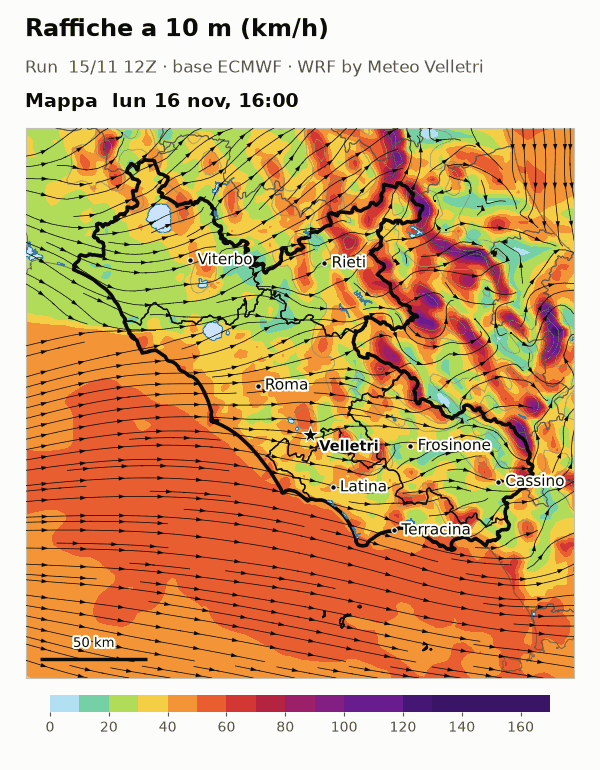 Raffiche a 10 m (km/h)
Run  15/11 12Z · base ECMWF · WRF by Meteo Velletri
Mappa  lun 16 nov, 16:00
Viterbo
Rieti
Roma
Velletri
Frosinone
Cassino
Latina
Terracina
50 km
0 20 40 60 80 100 120 140 160